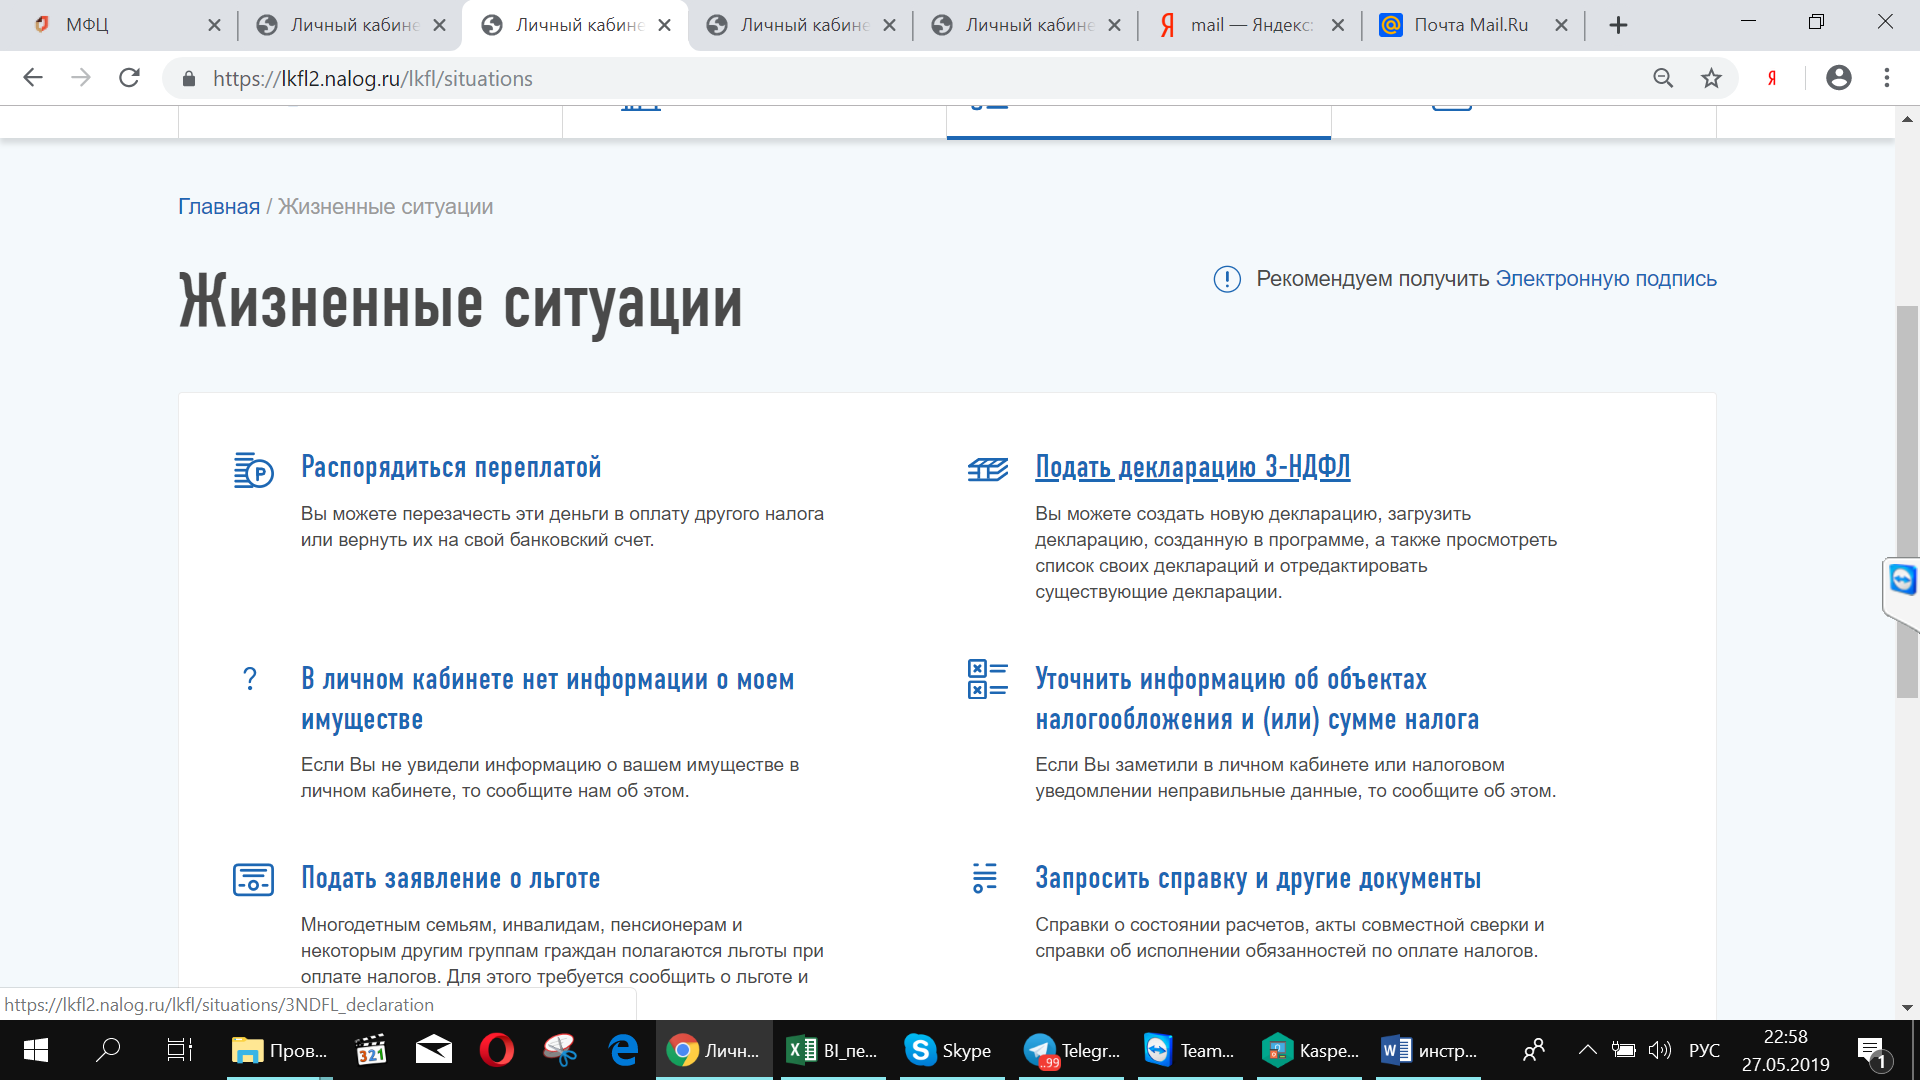 МФЦ
Личный кабине
Личный кабине
Личный кабине
Личный кабине
mail — Яндекс:
Почта Mail.Ru
https://lkfl2.nalog.ru/lkfl/situations
Главная / Жизненные ситуации
Жизненные ситуации
Рекомендуем получить Электронную подпись
Распорядиться переплатой
Вы можете перезачесть эти деньги в оплату другого налога
или вернуть их на свой банковский счет.
Подать декларацию 3-НДФЛ
Вы можете создать новую декларацию, загрузить
декларацию, созданную в программе, а также просмотреть
список своих деклараций и отредактировать
существующие декларации.
В личном кабинете нет информации о моем
имуществе
Если Вы не увидели информацию о вашем имуществе в
личном кабинете, то сообщите нам об этом.
Уточнить информацию об объектах
налогообложения и (или) сумме налога
Если Вы заметили в личном кабинете или налоговом
уведомлении неправильные данные, то сообщите об этом.
Подать заявление о льготе
Многодетным семьям, инвалидам, пенсионерам и
некоторым другим группам граждан полагаются льготы при
оплате налогов. Для этого требуется сообщить о льготе и
Запросить справку и другие документы
Справки о состоянии расчетов, акты совместной сверки и
справки об исполнении обязанностей по оплате налогов.
https://lkfl2.nalog.ru/lkfl/situations/3NDFL_declaration
Пров...
321
Личн...
BI_пе...
Skype
Telegr...
..99
Team...
Kaspe...
инстр...
РУС
22:58
27.05.2019
1